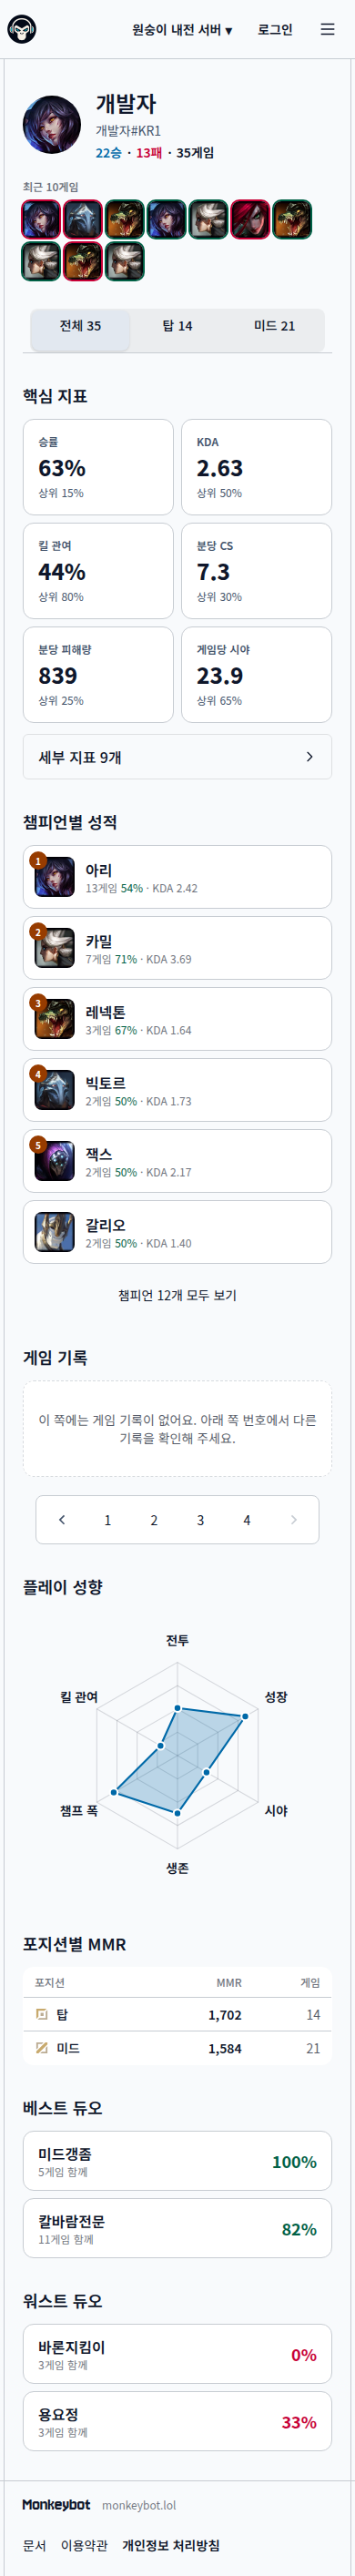 원숭이 내전 서버 ▾ 로그인
개발자
개발자#KR1
22승 · 13패 · 35게임
최근 10게임
전체 35 탑 14 미드 21
핵심 지표
승률 KDA
63% 2.63
상위 15% 상위 50%
킬 관여 분당 CS
44% 7.3
상위 80% 상위 30%
분당 피해량 게임당 시야
839 23.9
상위 25% 상위 65%
세부 지표 9개
챔피언별 성적
1 아리
13게임 54% · KDA 2.42
2 카밀
7게임 71% · KDA 3.69
3 레넥톤
3게임 67% · KDA 1.64
4 빅토르
2게임 50% · KDA 1.73
5 잭스
2게임 50% · KDA 2.17
갈리오
2게임 50% · KDA 1.40
챔피언 12개 모두 보기
게임 기록
이 쪽에는 게임 기록이 없어요. 아래 쪽 번호에서 다른
기록을 확인해 주세요.
1 2 3 4
플레이 성향
전투
킬 관여 성장
챔프 폭 시야
생존
포지션별 MMR
포지션 MMR 게임
탑 1,702 14
미드 1,584 21
베스트 듀오
미드갱좀 100%
5게임 함께
칼바람전문 82%
11게임 함께
워스트 듀오
바론지킴이 0%
3게임 함께
용요정 33%
3게임 함께
Monkeybot monkeybot.lol
문서 이용약관 개인정보 처리방침